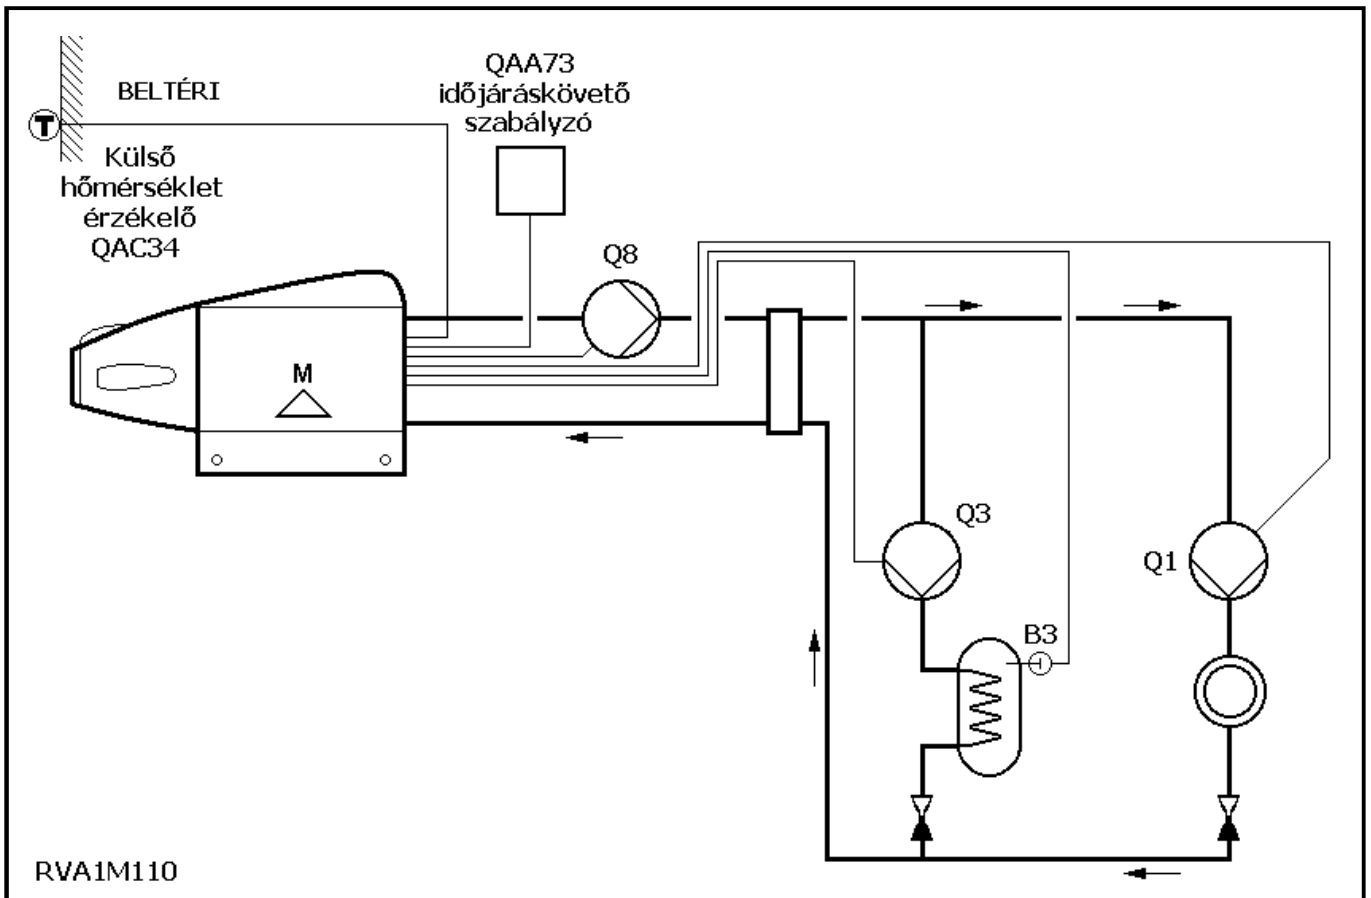 BELTÉRI
T
Külső
hőmérséklet
érzékelő
QAC34
QAA73
időjáráskövető
szabályzó
Q8
M
Q3
Q1
B3
RVA1M110